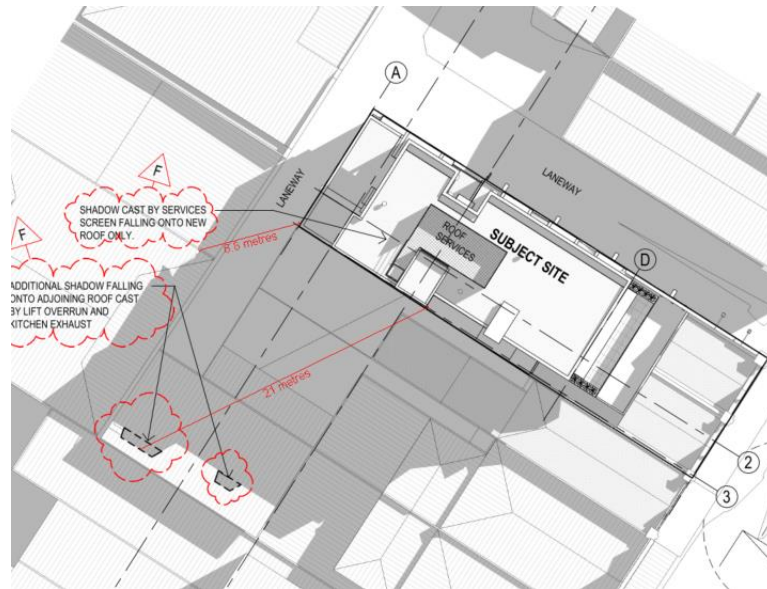 A
LANEWAY
LANEWAY
F
SHADOW CAST BY SERVICES
SCREEN FALLING ONTO NEW
ROOF ONLY.
8.6 metres
ROOF
SERVICES
SUBJECT SITE
D
F
ADDITIONAL SHADOW FALLING
ONTO ADJOINING ROOF CAST
BY LIFT OVERRUN AND
KITCHEN EXHAUST
21 metres
2
3